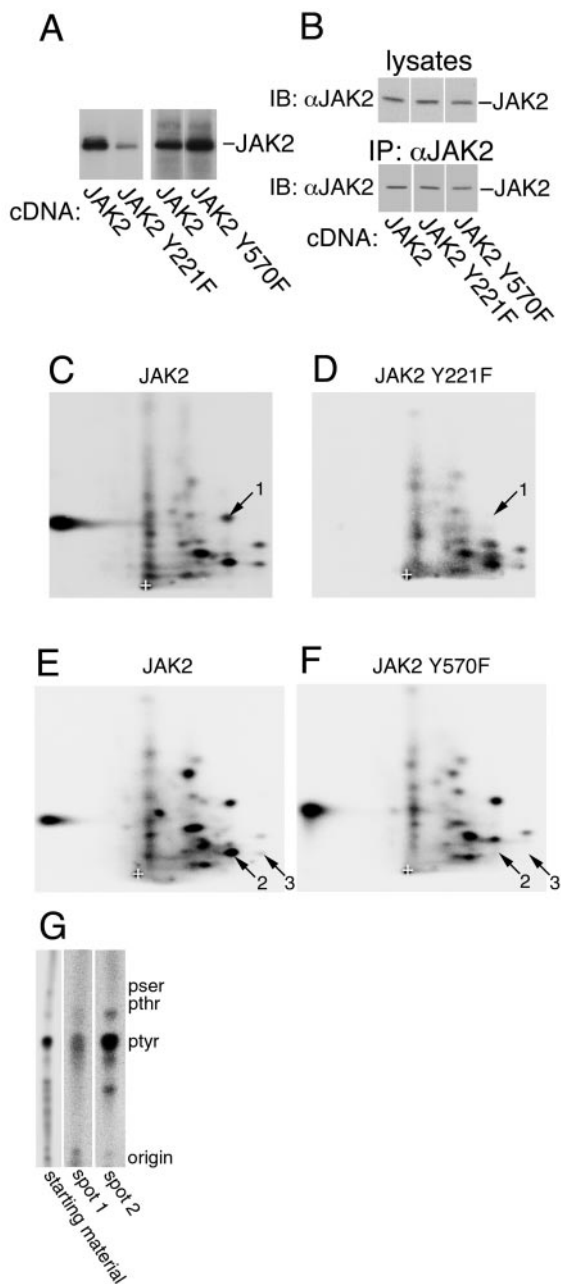 A
–JAK2
cDNA: JAK2 JAK2 Y221F JAK2 JAK2 Y570F
B
lysates
IB: αJAK2 –JAK2
IP: αJAK2
IB: αJAK2 –JAK2
cDNA: JAK2 JAK2 Y221F JAK2 Y570F
C JAK2
1
+
D JAK2 Y221F
1
+
E JAK2
2 3
+
F JAK2 Y570F
2 3
+
G
pser
pthr
ptyr
origin
starting material spot 1 spot 2